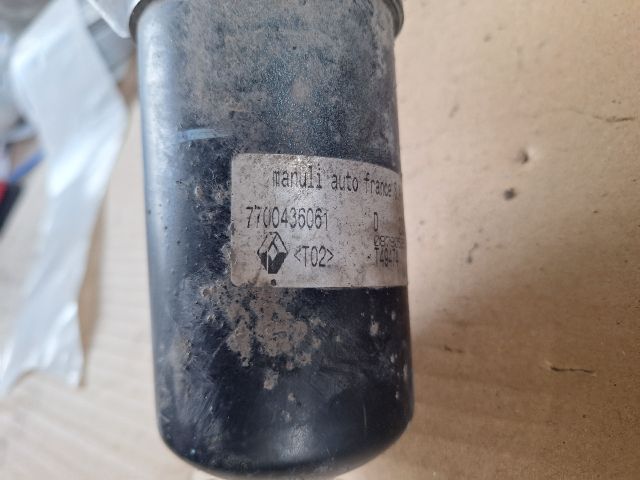 manuli auto france
7700436061 D
<T02>